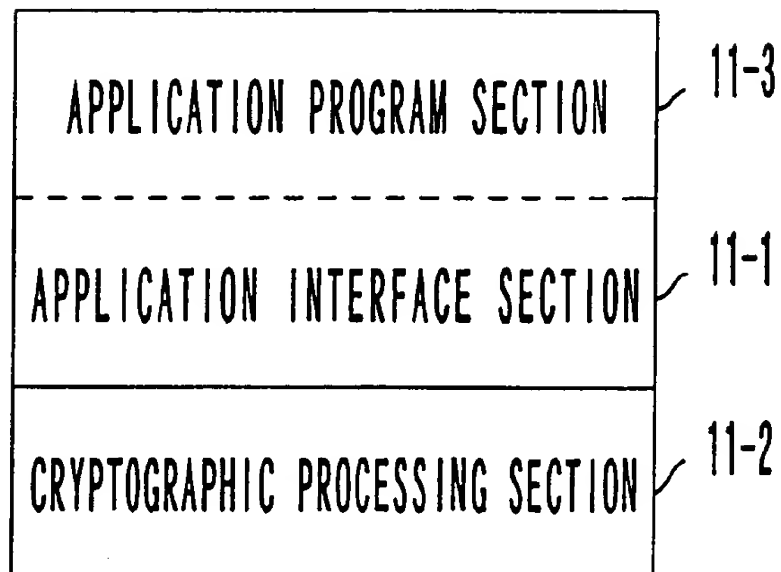 APPLICATION PROGRAM SECTION 11-3
APPLICATION INTERFACE SECTION 11-1
CRYPTOGRAPHIC PROCESSING SECTION 11-2